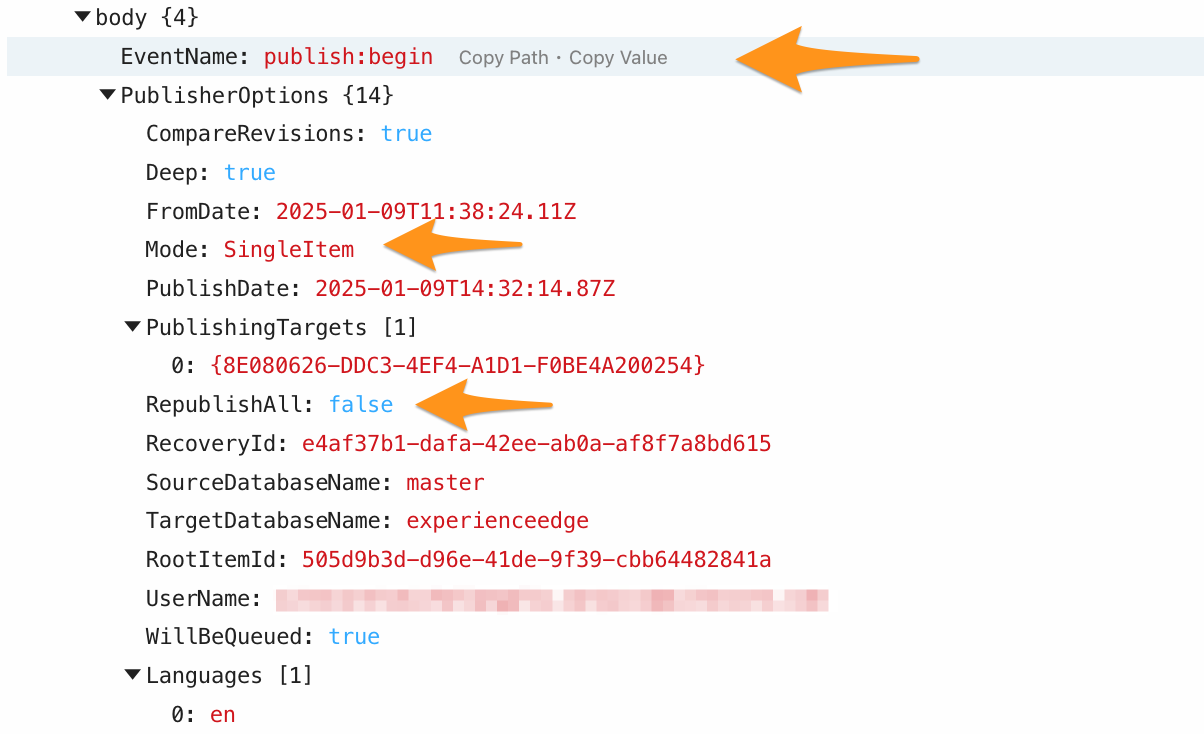 body {4}
EventName: publish:begin Copy Path · Copy Value
PublisherOptions {14}
CompareRevisions: true
Deep: true
FromDate: 2025-01-09T11:38:24.11Z
Mode: SingleItem
PublishDate: 2025-01-09T14:32:14.87Z
PublishingTargets [1]
0: {8E080626-DDC3-4EF4-A1D1-F0BE4A200254}
RepublishAll: false
RecoveryId: e4af37b1-dafa-42ee-ab0a-af8f7a8bd615
SourceDatabaseName: master
TargetDatabaseName: experienceedge
RootItemId: 505d9b3d-d96e-41de-9f39-cbb64482841a
UserName:
WillBeQueued: true
Languages [1]
0: en